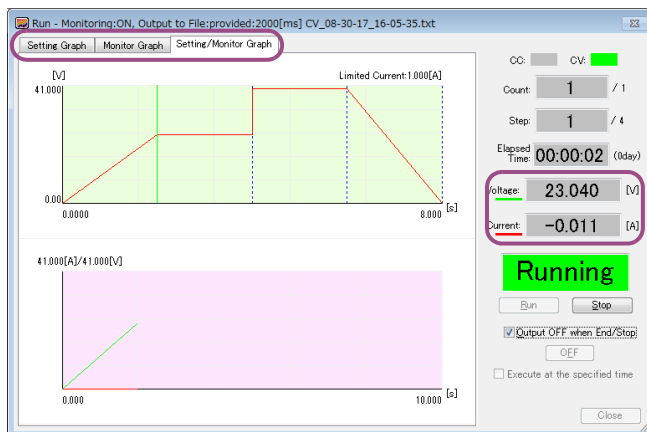 Run - Monitoring:ON, Output to File:provided:2000[ms] CV_08-30-17_16-05-35.txt
Setting Graph Monitor Graph Setting/Monitor Graph
[V] Limited Current:1.000[A]
41.000
0.00
0.0000 8.000 [s]
41.000[A]/41.000[V]
0.000 10.000 [s]
CC: CV:
Count: 1 / 1
Step: 1 / 4
Elapsed Time: 00:00:02 (0day)
Voltage: 23.040 [V]
Current: -0.011 [A]
Running
Run Stop
Output OFF when End/Stop
OFF
Execute at the specified time
Close